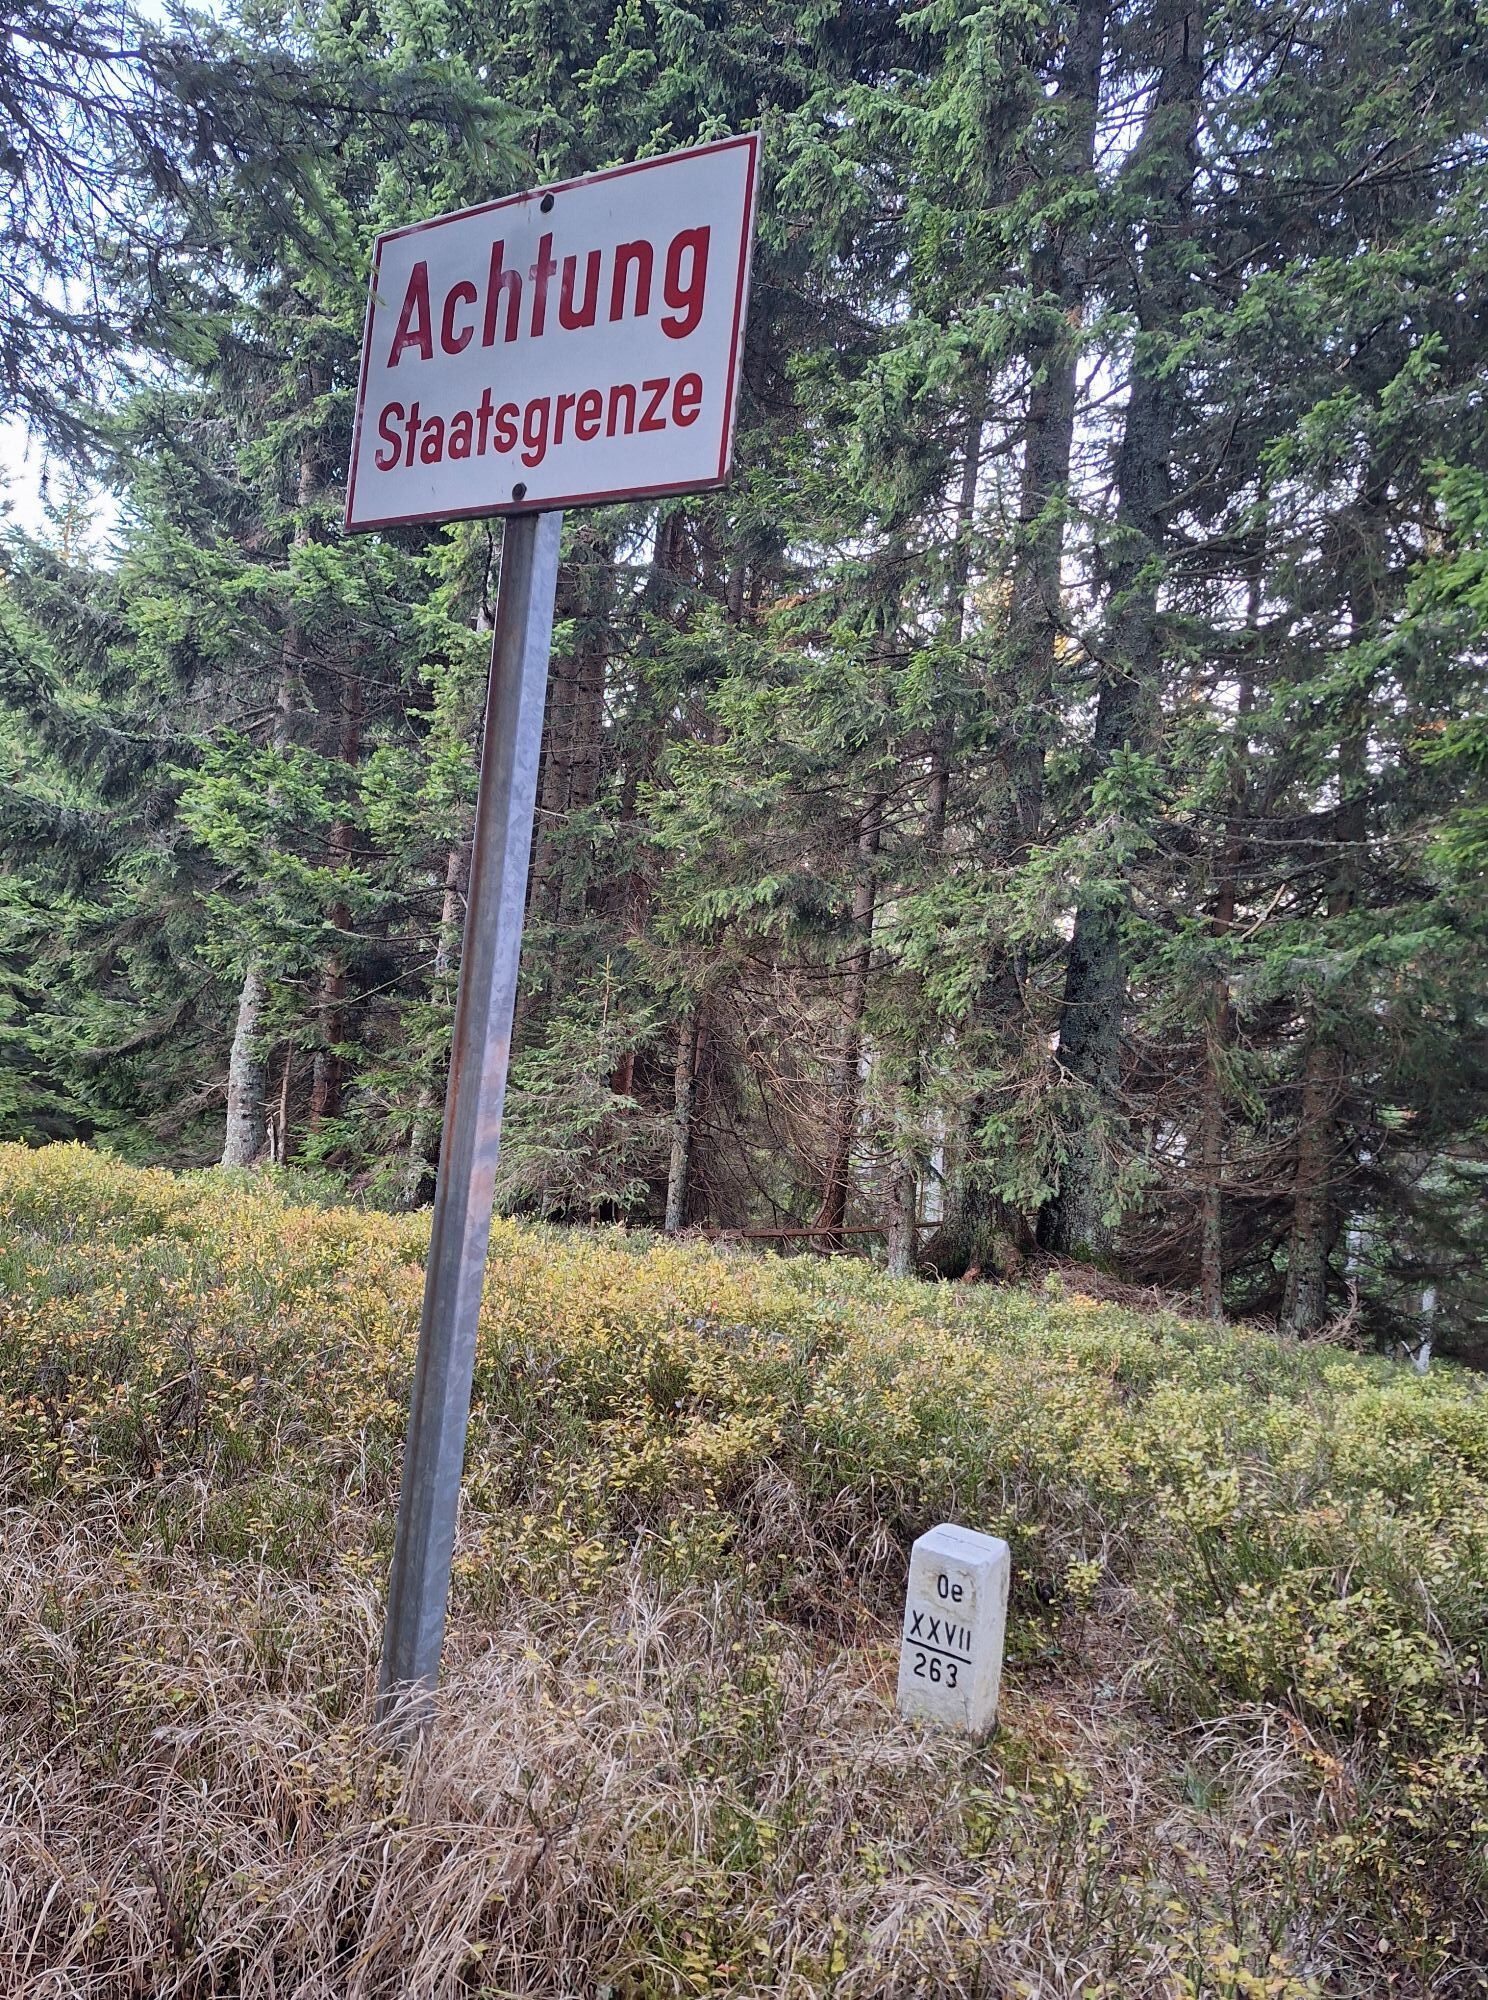 Achtung
Staatsgrenze
Oe
XXVII
263